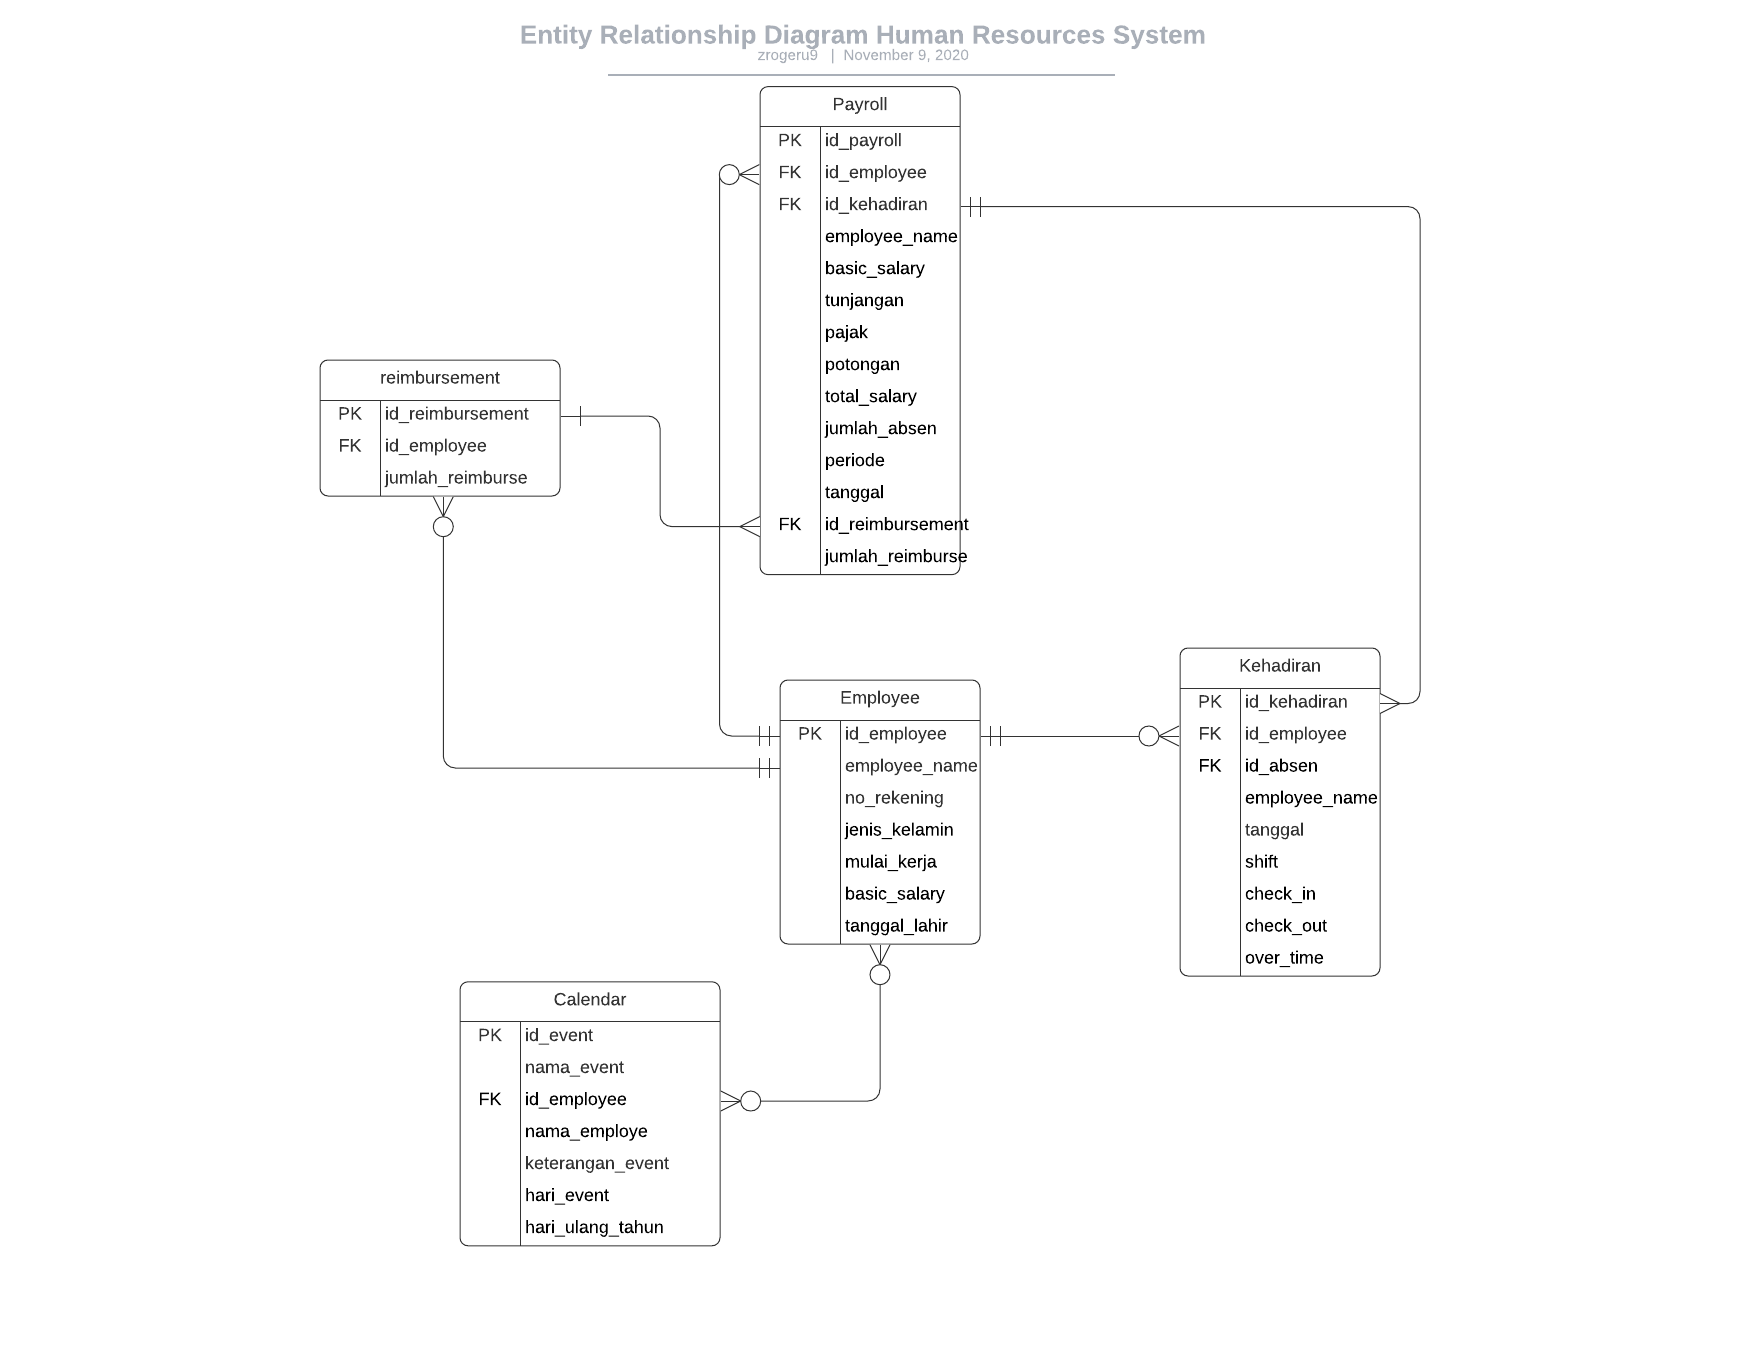 Entity Relationship Diagram Human Resources System
zrogeru9 | November 9, 2020
Payroll
PK id_payroll
FK id_employee
FK id_kehadiran
employee_name
basic_salary
tunjangan
pajak
potongan
total_salary
jumlah_absen
periode
tanggal
FK id_reimbursement
jumlah_reimburse
reimbursement
PK id_reimbursement
FK id_employee
jumlah_reimburse
Employee
PK id_employee
employee_name
no_rekening
jenis_kelamin
mulai_kerja
basic_salary
tanggal_lahir
Kehadiran
PK id_kehadiran
FK id_employee
FK id_absen
employee_name
tanggal
shift
check_in
check_out
over_time
Calendar
PK id_event
nama_event
FK id_employee
nama_employe
keterangan_event
hari_event
hari_ulang_tahun